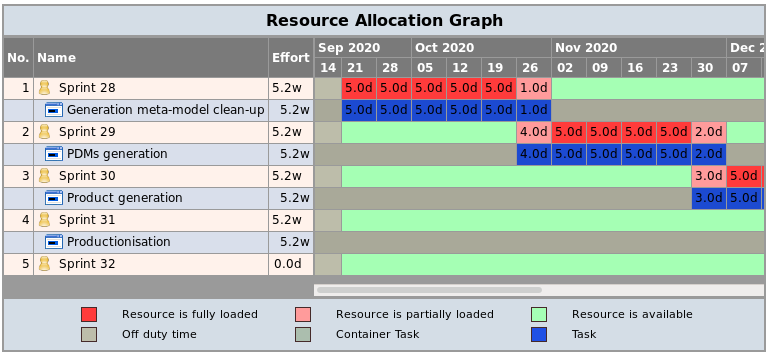 Resource Allocation Graph
No. Name Effort Sep 2020 Oct 2020 Nov 2020 Dec 2
14 21 28 05 12 19 26 02 09 16 23 30 07
1 Sprint 28 5.2w 5.0d 5.0d 5.0d 5.0d 5.0d 1.0d
Generation meta-model clean-up 5.2w 5.0d 5.0d 5.0d 5.0d 5.0d 1.0d
2 Sprint 29 5.2w 4.0d 5.0d 5.0d 5.0d 5.0d 2.0d
PDMs generation 5.2w 4.0d 5.0d 5.0d 5.0d 5.0d 2.0d
3 Sprint 30 5.2w 3.0d 5.0d
Product generation 5.2w 3.0d 5.0d
4 Sprint 31 5.2w
Productionisation 5.2w
5 Sprint 32 0.0d
Resource is fully loaded Resource is partially loaded Resource is available
Off duty time Container Task Task